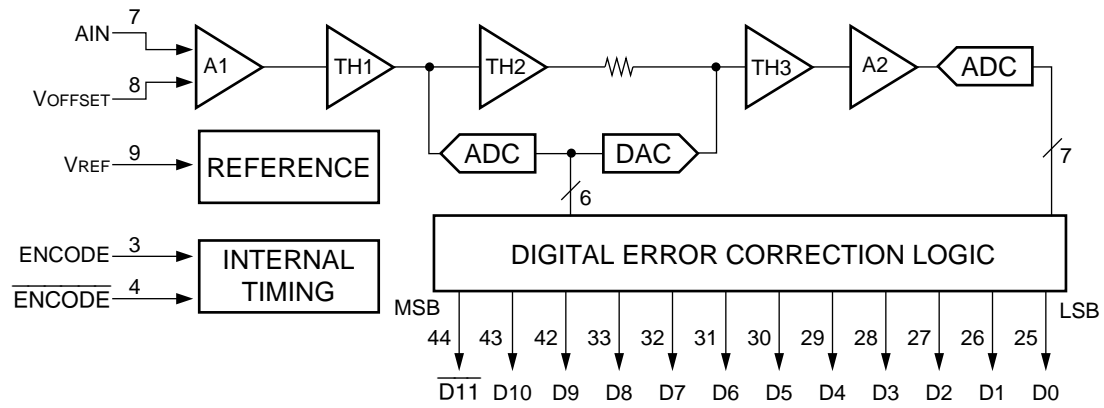 AIN 7
VOFFSET 8
A1
TH1
TH2
TH3
A2
ADC
ADC
DAC
7
6
VREF 9
REFERENCE
ENCODE 3
ENCODE 4
INTERNAL
TIMING
DIGITAL ERROR CORRECTION LOGIC
MSB
LSB
44 43 42 33 32 31 30 29 28 27 26 25
D11 D10 D9 D8 D7 D6 D5 D4 D3 D2 D1 D0